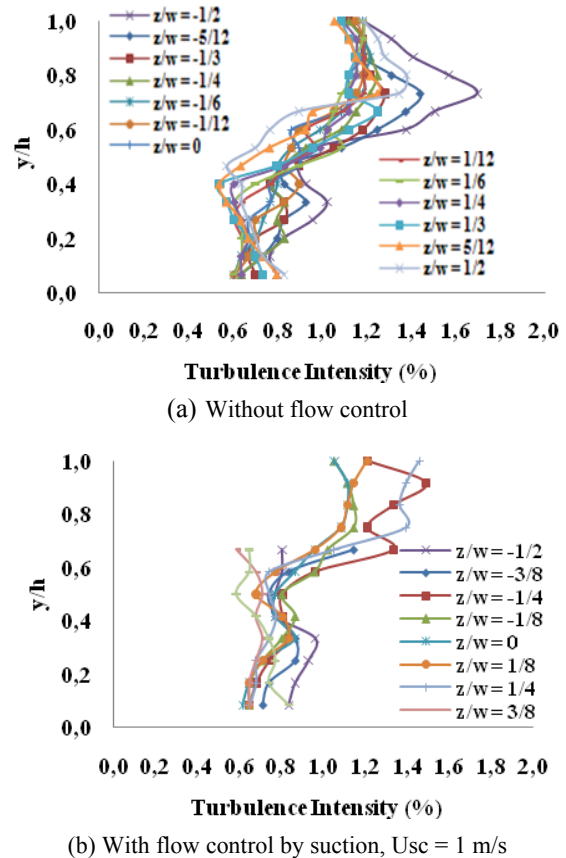 y/h
1,0
0,8
0,6
0,4
0,2
0,0
z/w = -1/2
z/w = -5/12
z/w = -1/3
z/w = -1/4
z/w = -1/6
z/w = -1/12
z/w = 0
z/w = 1/12
z/w = 1/6
z/w = 1/4
z/w = 1/3
z/w = 5/12
z/w = 1/2
0,0 0,2 0,4 0,6 0,8 1,0 1,2 1,4 1,6 1,8 2,0
Turbulence Intensity (%)
(a) Without flow control
y/h
1,0
0,8
0,6
0,4
0,2
0,0
z/w = -1/2
z/w = -3/8
z/w = -1/4
z/w = -1/8
z/w = 0
z/w = 1/8
z/w = 1/4
z/w = 3/8
0,0 0,2 0,4 0,6 0,8 1,0 1,2 1,4 1,6 1,8 2,0
Turbulence Intensity (%)
(b) With flow control by suction, Usc = 1 m/s